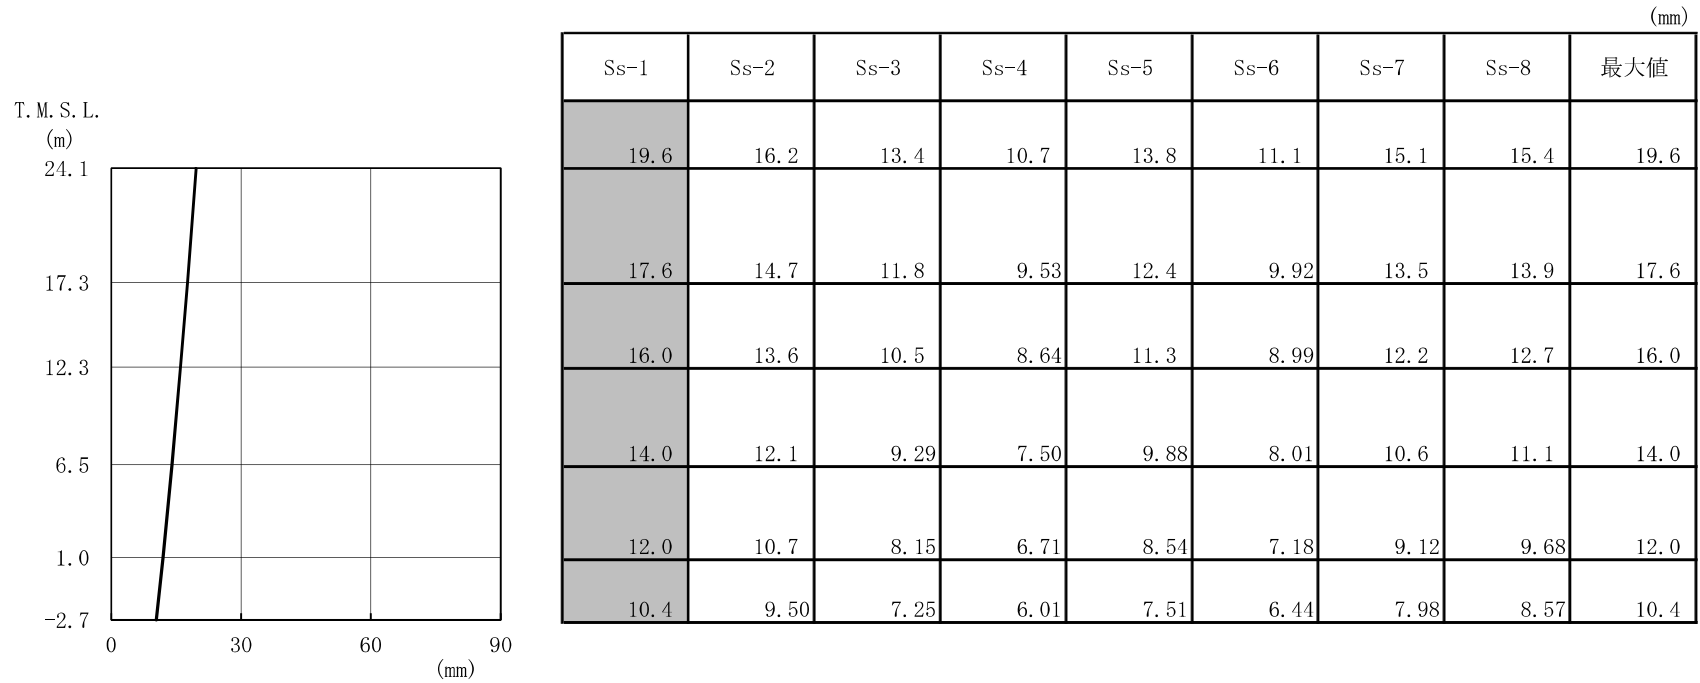 (mm)
Ss-1 Ss-2 Ss-3 Ss-4 Ss-5 Ss-6 Ss-7 Ss-8 最大値
T.M.S.L.
(m)
19.6 16.2 13.4 10.7 13.8 11.1 15.1 15.4 19.6
24.1
17.6 14.7 11.8 9.53 12.4 9.92 13.5 13.9 17.6
17.3
16.0 13.6 10.5 8.64 11.3 8.99 12.2 12.7 16.0
12.3
14.0 12.1 9.29 7.50 9.88 8.01 10.6 11.1 14.0
6.5
12.0 10.7 8.15 6.71 8.54 7.18 9.12 9.68 12.0
1.0
10.4 9.50 7.25 6.01 7.51 6.44 7.98 8.57 10.4
-2.7
0 30 60 90
(mm)